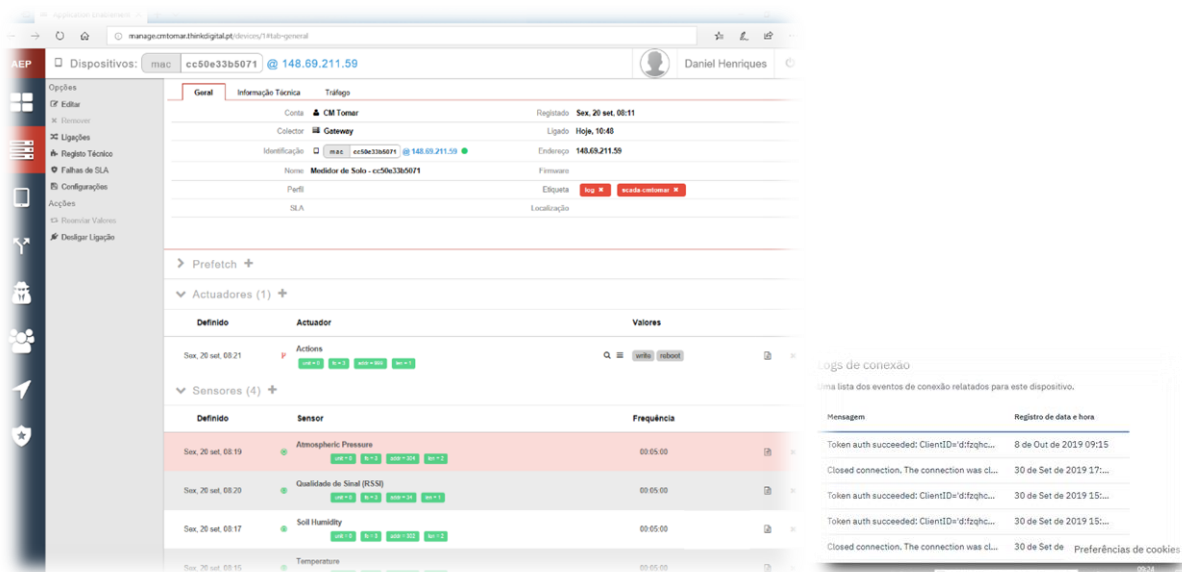 manage.cmtomar.thinkdigital.pt/devices/1#tab-general
AEP
Dispositivos: mac cc50e33b5071 @ 148.69.211.59
Daniel Henriques
Opções
Editar
Remover
Ligações
Registo Técnico
Falhas de SLA
Configurações
Acções
Reenviar Valores
Desligar Ligação
Geral Informação Técnica Tráfego
Conta CM Tomar Registado Sex, 20 set, 08:11
Colector Gateway Ligado Hoje, 10:48
Identificação mac cc50e33b5071 @ 148.69.211.59 Endereço 148.69.211.59
Nome Medidor de Solo - cc50e33b5071 Firmware
Perfil Etiqueta log scada cmtomar
SLA Localização
Prefetch +
Actuadores (1) +
Definido Actuador Valores
Sex, 20 set, 08:21 Actions write reboot
Sensores (4) +
Definido Sensor Frequência
Sex, 20 set, 08:19 Atmospheric Pressure 00:05:00
Sex, 20 set, 08:20 Qualidade de Sinal (RSSI) 00:05:00
Sex, 20 set, 08:17 Soil Humidity 00:05:00
Sex, 20 set, 08:15 Temperature 00:05:00
Logs de conexão
Uma lista dos eventos de conexão relatados para este dispositivo.
Mensagem Registro de data e hora
Token auth succeeded: ClientID='d:fzqhc... 8 de Out de 2019 09:15
Closed connection. The connection was cl... 30 de Set de 2019 17:...
Token auth succeeded: ClientID='d:fzqhc... 30 de Set de 2019 15:...
Token auth succeeded: ClientID='d:fzqhc... 30 de Set de 2019 15:...
Closed connection. The connection was cl... 30 de Set de
Preferências de cookies